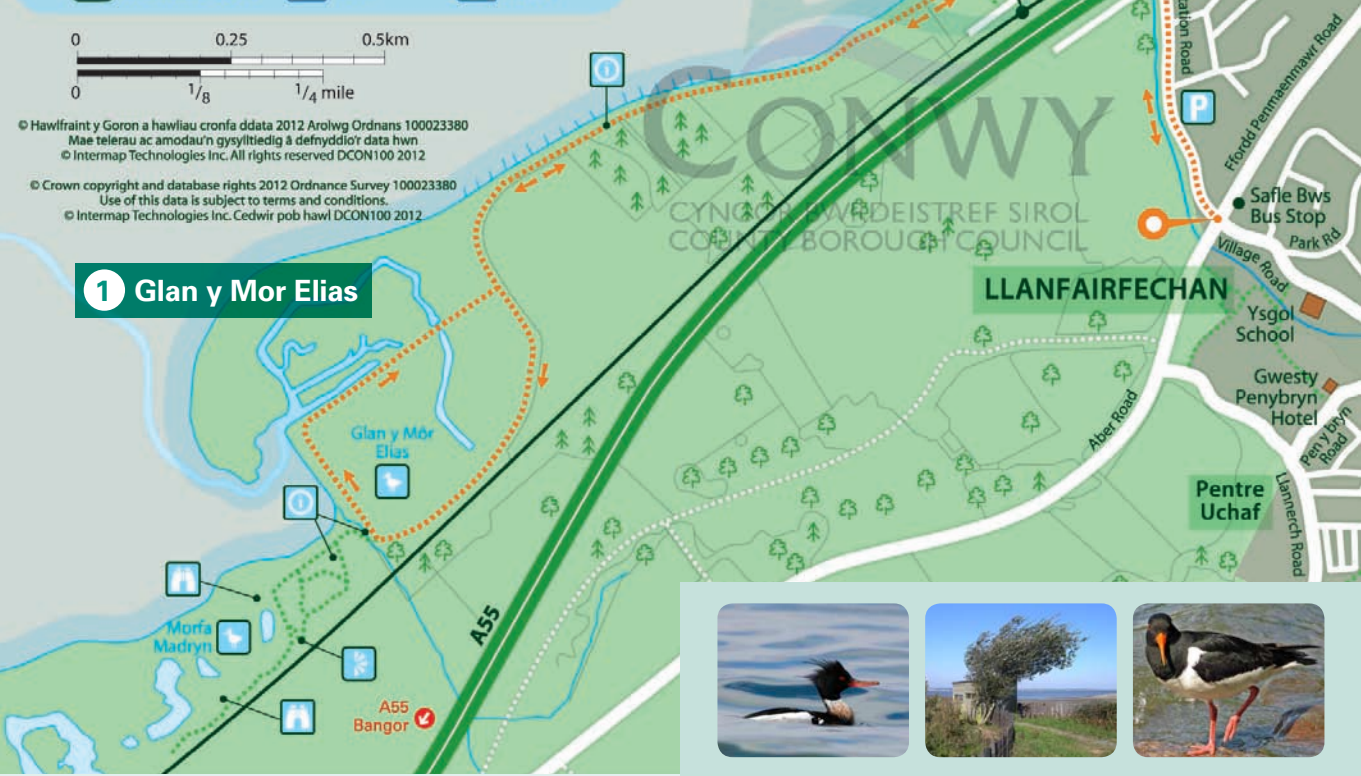 0 0.25 0.5km
0 1/8 1/4 mile
© Hawlfraint y Goron a hawliau cronfa ddata 2012 Arolwg Ordnans 100023380
Mae telerau ac amodau'n gysylltiedig â defnyddio'r data hwn
© Intermap Technologies Inc. All rights reserved DCON100 2012
© Crown copyright and database rights 2012 Ordnance Survey 100023380
Use of this data is subject to terms and conditions.
© Intermap Technologies Inc. Cedwir pob hawl DCON100 2012
1 Glan y Mor Elias
CONWY
CYNGOR BWRDEISTREF SIROL
COUNTY BOROUGH COUNCIL
P
Ffordd Penmaenmawr Road
Safle Bws
Bus Stop
Park Rd
Village Road
LLANFAIRFECHAN
Ysgol
School
Gwesty
Penybryn
Hotel
Pen y bryn
Road
Aber Road
Pentre
Uchaf
Llannerch Road
Glan y Môr
Elias
Morfa
Madryn
A55
A55
Bangor